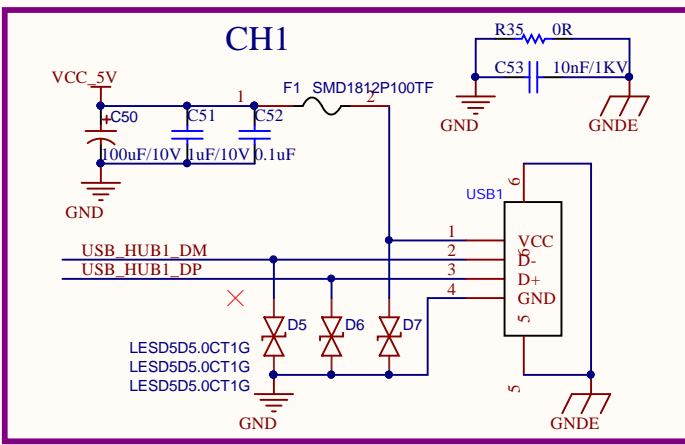 CH1
R35 0R
C53 10nF/1KV
GND GNDE
VCC_5V
1 F1 SMD1812P100TF 2
C50 C51 C52
100uF/10V 1uF/10V 0.1uF
GND
USB1
6
6
1 VCC
2 D-
3 D+
4 GND
5
5
USB_HUB1_DM
USB_HUB1_DP
D5 D6 D7
LESD5D5.0CT1G
LESD5D5.0CT1G
LESD5D5.0CT1G
GND
GNDE